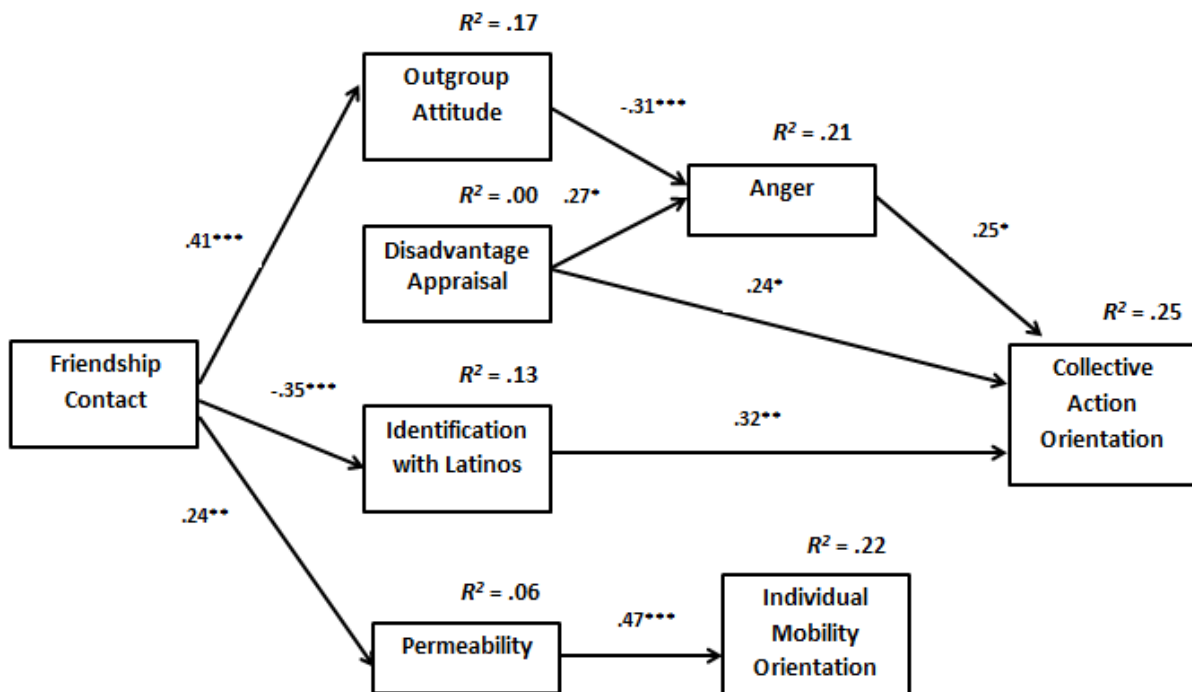 R² = .17
Outgroup
Attitude
-.31***
R² = .21
Anger
R² = .00
.27*
Disadvantage
Appraisal
.41***
.25*
.24*
R² = .25
Friendship
Contact
-.35***
R² = .13
Identification
with Latinos
.32**
Collective
Action
Orientation
.24**
R² = .22
R² = .06
Permeability
.47***
Individual
Mobility
Orientation